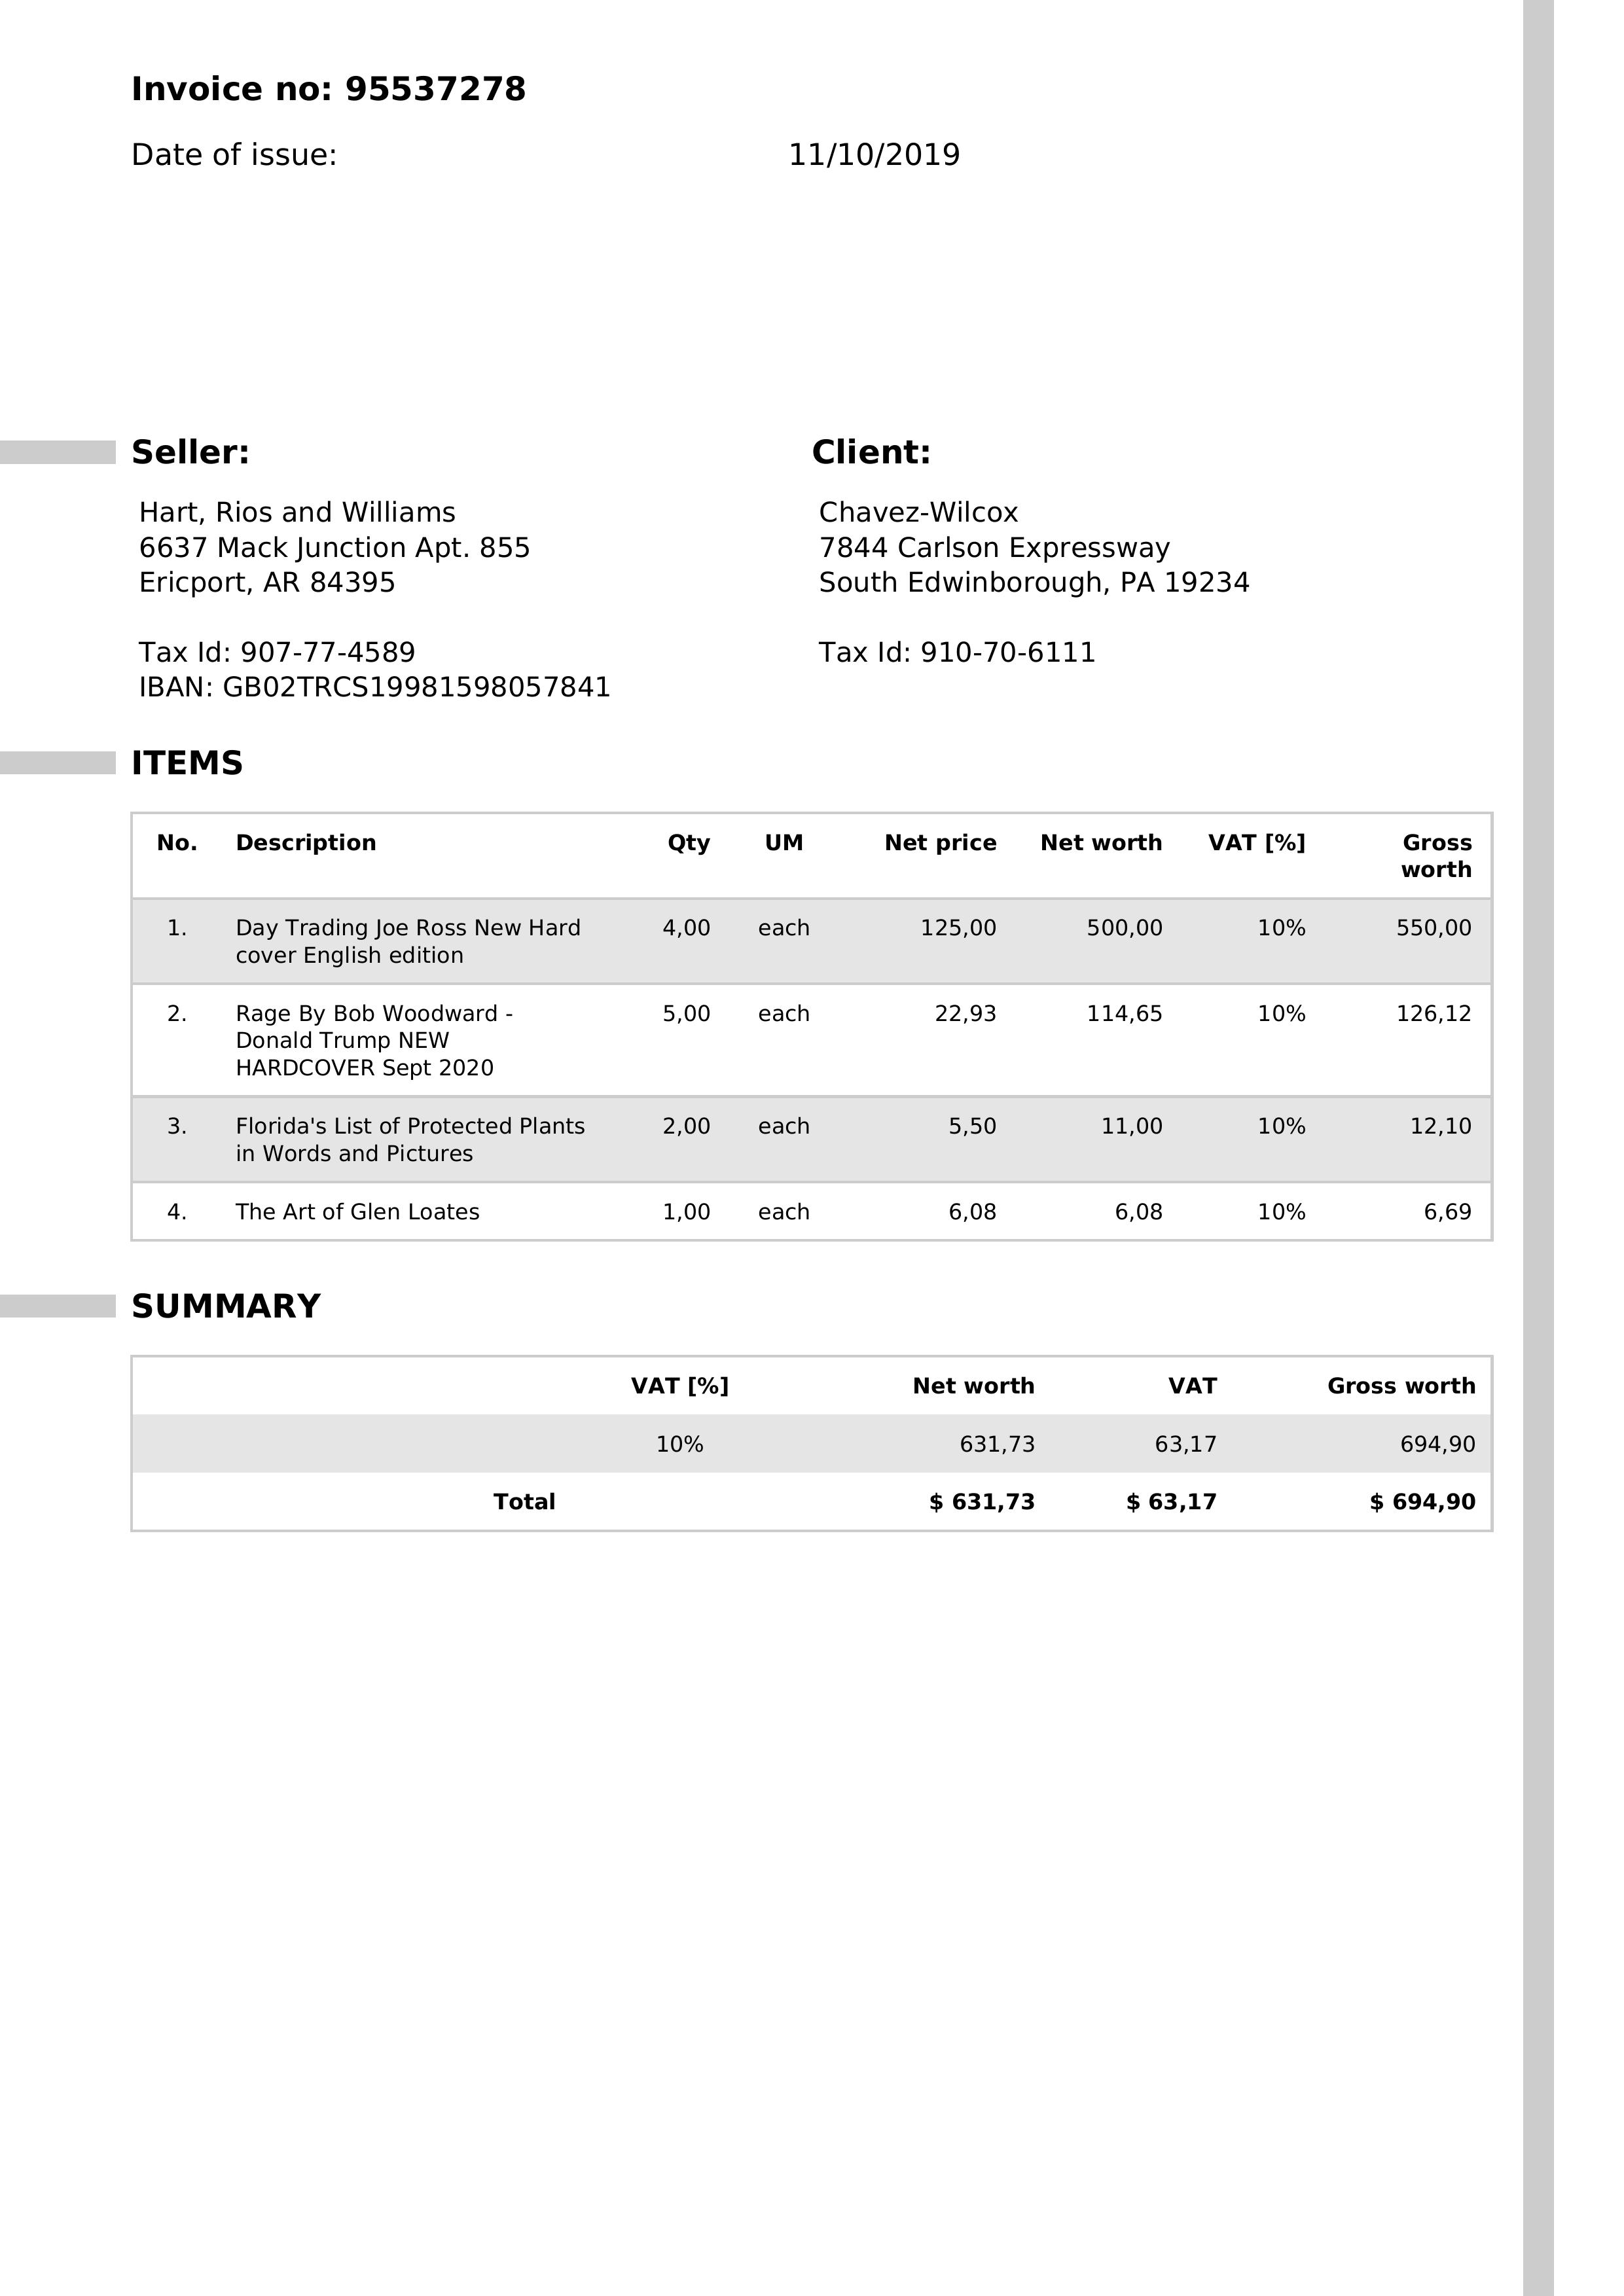 Invoice no: 95537278
Date of issue: 11/10/2019
Seller:
Hart, Rios and Williams
6637 Mack Junction Apt. 855
Ericport, AR 84395
Tax Id: 907-77-4589
IBAN: GB02TRCS19981598057841
Client:
Chavez-Wilcox
7844 Carlson Expressway
South Edwinborough, PA 19234
Tax Id: 910-70-6111
ITEMS
No. Description Qty UM Net price Net worth VAT [%] Gross
worth
1. Day Trading Joe Ross New Hard 4,00 each 125,00 500,00 10% 550,00
cover English edition
2. Rage By Bob Woodward - 5,00 each 22,93 114,65 10% 126,12
Donald Trump NEW
HARDCOVER Sept 2020
3. Florida's List of Protected Plants 2,00 each 5,50 11,00 10% 12,10
in Words and Pictures
4. The Art of Glen Loates 1,00 each 6,08 6,08 10% 6,69
SUMMARY
VAT [%] Net worth VAT Gross worth
10% 631,73 63,17 694,90
Total $ 631,73 $ 63,17 $ 694,90